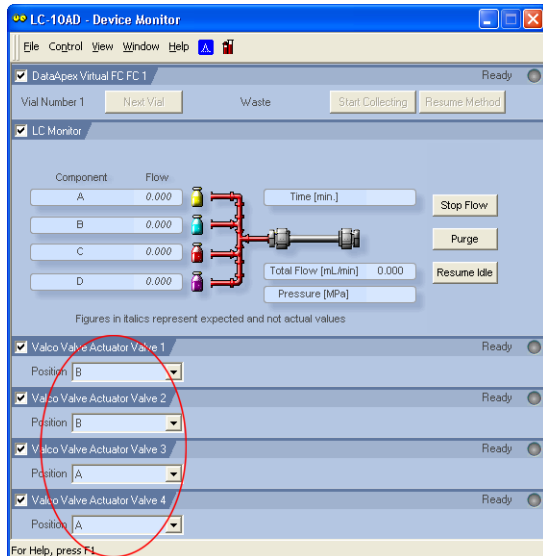 LC-10AD - Device Monitor
File Control View Window Help
DataApex Virtual FC FC 1 Ready
Vial Number 1 Next Vial Waste Start Collecting Resume Method
LC Monitor
Component Flow
A 0.000 Time [min.]
Stop Flow
B 0.000
Purge
C 0.000
Total Flow [mL/min] 0.000 Resume Idle
D 0.000
Pressure [MPa]
Figures in italics represent expected and not actual values
Valco Valve Actuator Valve 1 Ready
Position B
Valco Valve Actuator Valve 2 Ready
Position B
Valco Valve Actuator Valve 3 Ready
Position A
Valco Valve Actuator Valve 4 Ready
Position A
For Help, press F1